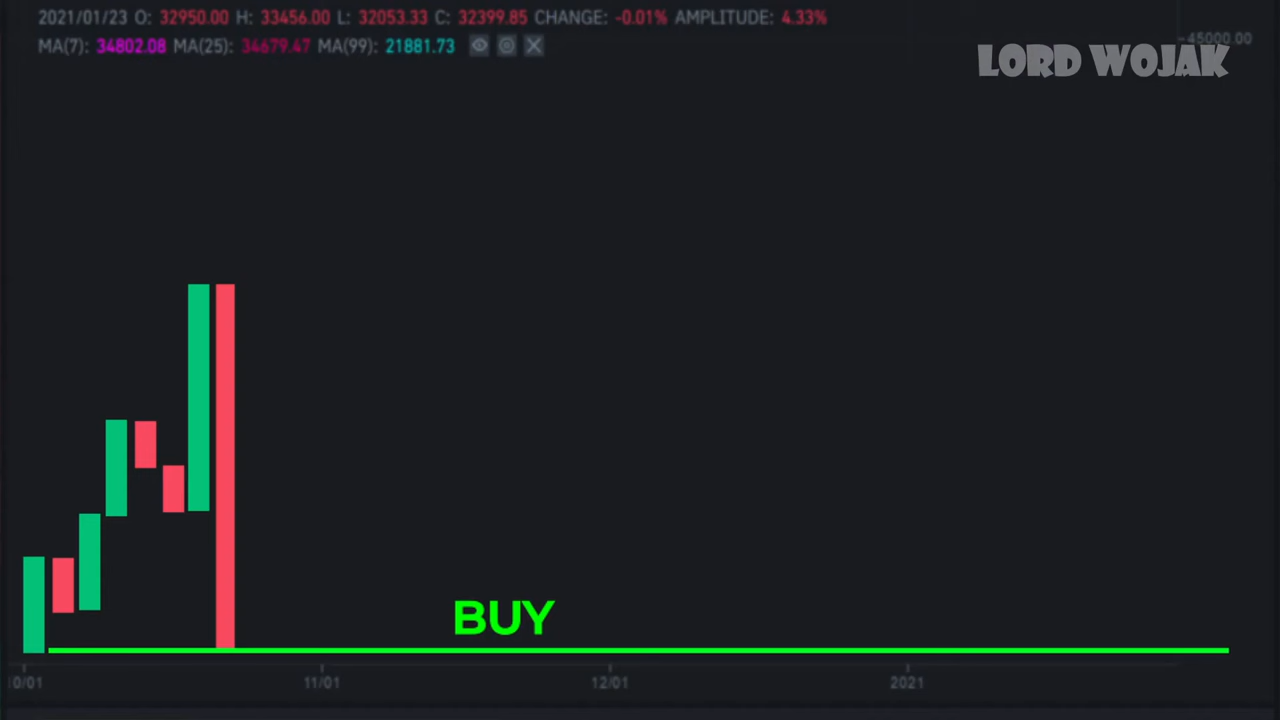 2021/01/23 O: 32950.00 H: 33456.00 L: 32053.33 C: 32399.85 CHANGE: -0.01% AMPLITUDE: 4.33%
MA(7): 34802.08 MA(25): 34679.47 MA(99): 21881.73
45000.00
LORD WOJAK
BUY
0/01 11/01 12/01 2021